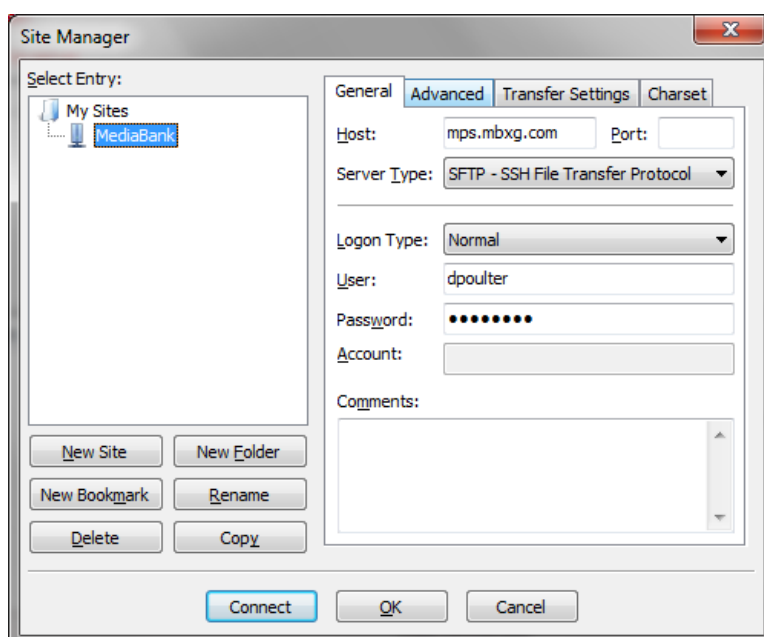 Site Manager
Select Entry:
My Sites
MediaBank
New Site
New Folder
New Bookmark
Rename
Delete
Copy
General Advanced Transfer Settings Charset
Host: mps.mbxg.com Port:
Server Type: SFTP - SSH File Transfer Protocol
Logon Type: Normal
User: dpoulter
Password: ●●●●●●●●
Account:
Comments:
Connect OK Cancel